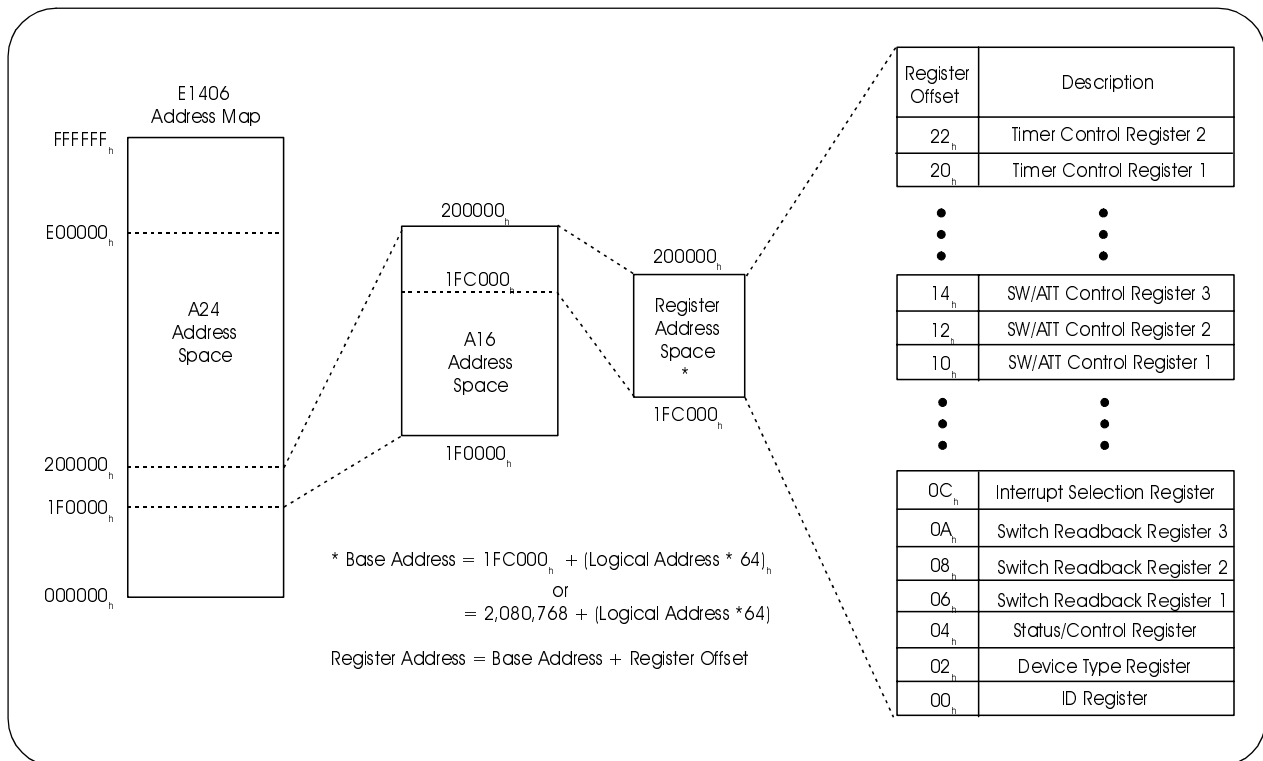 E1406
Address Map
FFFFFFₕ
E00000ₕ
A24
Address
Space
200000ₕ
1F0000ₕ
000000ₕ
200000ₕ
1FC000ₕ
A16
Address
Space
1F0000ₕ
200000ₕ
Register
Address
Space
*
1FC000ₕ
* Base Address = 1FC000ₕ + (Logical Address * 64)ₕ
or
= 2,080,768 + (Logical Address *64)
Register Address = Base Address + Register Offset
Register
Offset
Description
22ₕ Timer Control Register 2
20ₕ Timer Control Register 1
14ₕ SW/ATT Control Register 3
12ₕ SW/ATT Control Register 2
10ₕ SW/ATT Control Register 1
0Cₕ Interrupt Selection Register
0Aₕ Switch Readback Register 3
08ₕ Switch Readback Register 2
06ₕ Switch Readback Register 1
04ₕ Status/Control Register
02ₕ Device Type Register
00ₕ ID Register